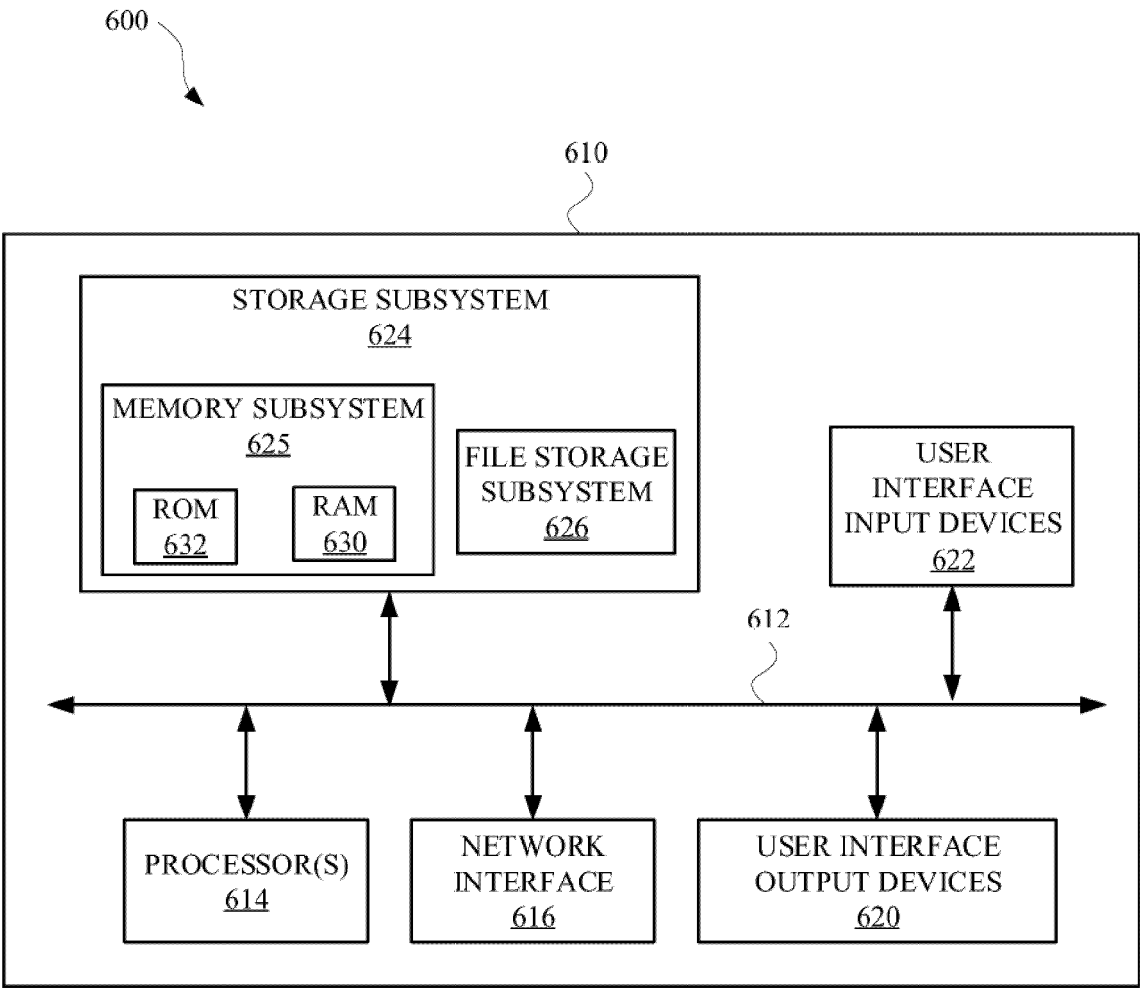 600
610
STORAGE SUBSYSTEM
624
MEMORY SUBSYSTEM
625
ROM
632
RAM
630
FILE STORAGE
SUBSYSTEM
626
USER
INTERFACE
INPUT DEVICES
622
612
PROCESSOR(S)
614
NETWORK
INTERFACE
616
USER INTERFACE
OUTPUT DEVICES
620